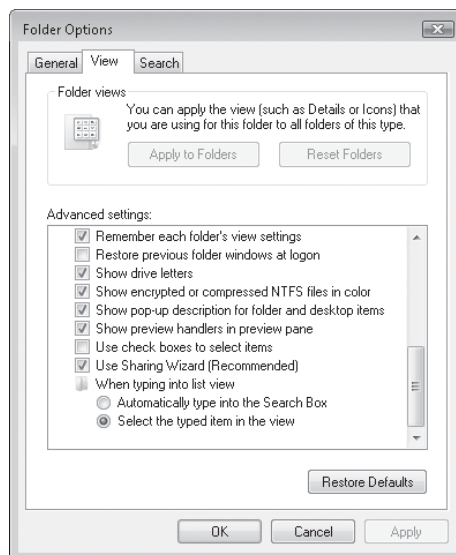 Folder Options
General View Search
Folder views
You can apply the view (such as Details or Icons) that
you are using for this folder to all folders of this type.
Apply to Folders Reset Folders
Advanced settings:
Remember each folder's view settings
Restore previous folder windows at logon
Show drive letters
Show encrypted or compressed NTFS files in color
Show pop-up description for folder and desktop items
Show preview handlers in preview pane
Use check boxes to select items
Use Sharing Wizard (Recommended)
When typing into list view
Automatically type into the Search Box
Select the typed item in the view
Restore Defaults
OK Cancel Apply